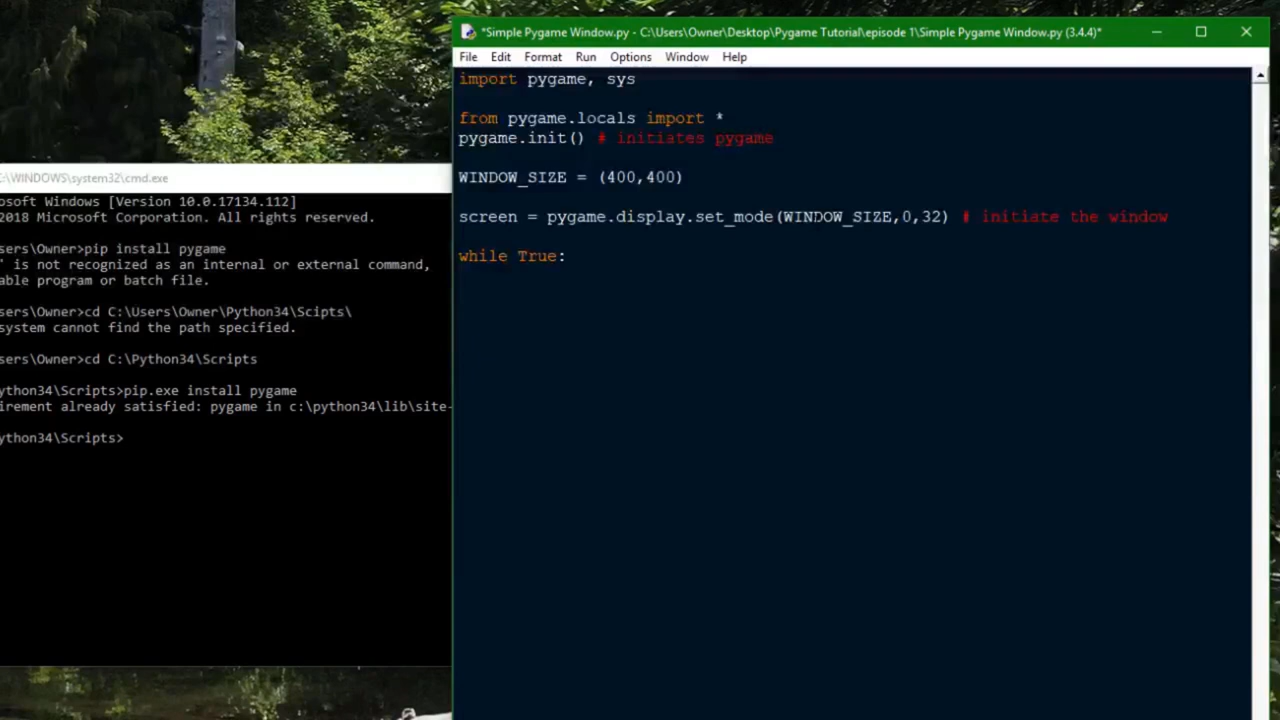 *Simple Pygame Window.py - C:\Users\Owner\Desktop\Pygame Tutorial\episode 1\Simple Pygame Window.py (3.4.4)*
File Edit Format Run Options Window Help
import pygame, sys
from pygame.locals import *
pygame.init() # initiates pygame
WINDOW_SIZE = (400,400)
screen = pygame.display.set_mode(WINDOW_SIZE,0,32) # initiate the window
while True:
:\WINDOWS\system32\cmd.exe
osoft Windows [Version 10.0.17134.112]
2018 Microsoft Corporation. All rights reserved.
sers\Owner>pip install pygame
' is not recognized as an internal or external command,
able program or batch file.
sers\Owner>cd C:\Users\Owner\Python34\Scipts\
system cannot find the path specified.
sers\Owner>cd C:\Python34\Scripts
ython34\Scripts>pip.exe install pygame
irement already satisfied: pygame in c:\python34\lib\site-
ython34\Scripts>